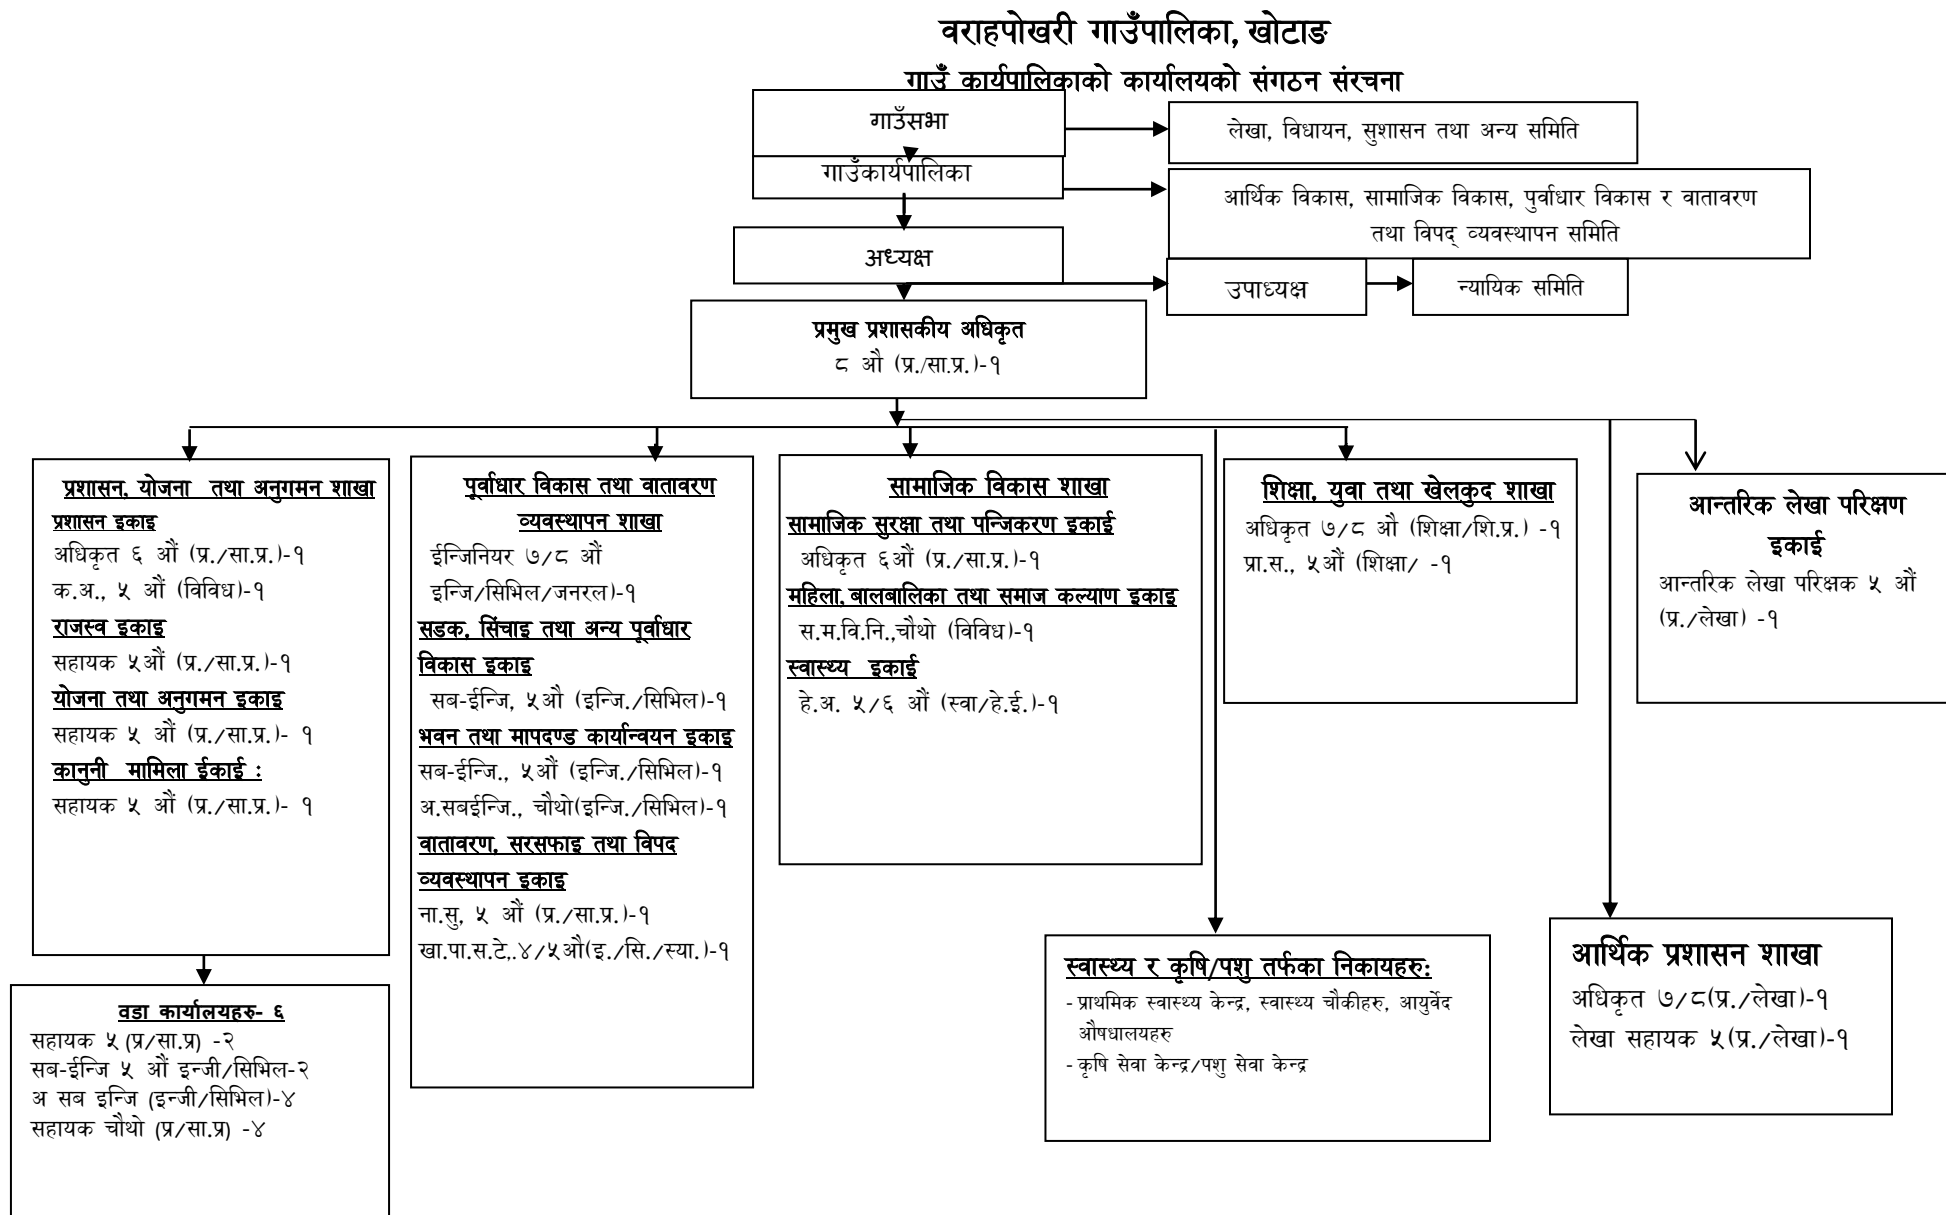 वराहपोखरी गाउँपालिका, खोटाङ
गाउँ कार्यपालिकाको कार्यालयको संगठन संरचना
गाउँसभा
लेखा, विधायन, सुशासन तथा अन्य समिति
गाउँकार्यपालिका
आर्थिक विकास, सामाजिक विकास, पुर्वाधार विकास र वातावरण
तथा विपद् व्यवस्थापन समिति
अध्यक्ष
उपाध्यक्ष
न्यायिक समिति
प्रमुख प्रशासकीय अधिकृत
८ औ (प्र./सा.प्र.)-१
प्रशासन, योजना तथा अनुगमन शाखा
प्रशासन इकाइ
अधिकृत ६ औं (प्र./सा.प्र.)-१
क.अ., ५ औं (विविध)-१
राजस्व इकाइ
सहायक ५औं (प्र./सा.प्र.)-१
योजना तथा अनुगमन इकाइ
सहायक ५ औं (प्र./सा.प्र.)- १
कानुनी मामिला ईकाई :
सहायक ५ औं (प्र./सा.प्र.)- १
वडा कार्यालयहरु- ६
सहायक ५ (प्र/सा.प्र) -२
सब-ईन्जि ५ औं इन्जी/सिभिल-२
अ सब इन्जि (इन्जी/सिभिल)-४
सहायक चौथो (प्र/सा.प्र) -४
पूर्वाधार विकास तथा वातावरण
व्यवस्थापन शाखा
ईन्जिनियर ७/८ औं
इन्जि/सिभिल/जनरल)-१
सडक, सिंचाइ तथा अन्य पूर्वाधार
विकास इकाइ
सब-ईन्जि, ५औ (इन्जि./सिभिल)-१
भवन तथा मापदण्ड कार्यान्वयन इकाइ
सब-ईन्जि., ५औं (इन्जि./सिभिल)-१
अ.सबईन्जि., चौथो(इन्जि./सिभिल)-१
वातावरण, सरसफाइ तथा विपद
व्यवस्थापन इकाइ
ना.सु, ५ औं (प्र./सा.प्र.)-१
खा.पा.स.टे,.४/५औ(इ./सि./स्या.)-१
सामाजिक विकास शाखा
सामाजिक सुरक्षा तथा पन्जिकरण इकाई
अधिकृत ६औं (प्र./सा.प्र.)-१
महिला, बालबालिका तथा समाज कल्याण इकाइ
स.म.वि.नि.,चौथो (विविध)-१
स्वास्थ्य इकाई
हे.अ. ५/६ औं (स्वा/हे.ई.)-१
शिक्षा, युवा तथा खेलकुद शाखा
अधिकृत ७/८ औ (शिक्षा/शि.प्र.) -१
प्रा.स., ५औं (शिक्षा/ -१
आन्तरिक लेखा परिक्षण
इकाई
आन्तरिक लेखा परिक्षक ५ औं
(प्र./लेखा) -१
स्वास्थ्य र कृषि/पशु तर्फका निकायहरु:
- प्राथमिक स्वास्थ्य केन्द्र, स्वास्थ्य चौकीहरु, आयुर्वेद
औषधालयहरु
- कृषि सेवा केन्द्र/पशु सेवा केन्द्र
आर्थिक प्रशासन शाखा
अधिकृत ७/८(प्र./लेखा)-१
लेखा सहायक ५(प्र./लेखा)-१